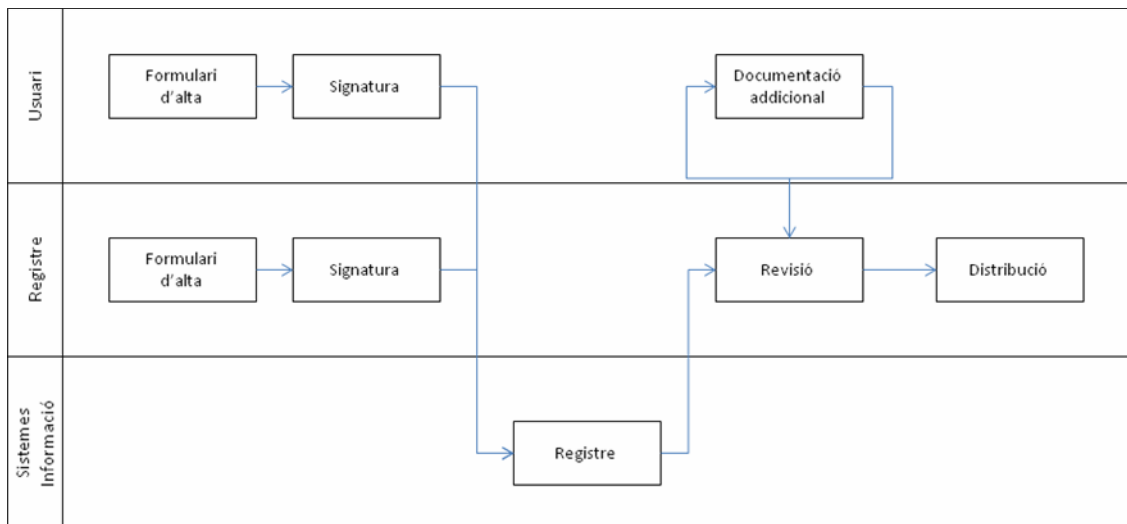 Usuari
Formulari
d'alta
Signatura
Documentació
addicional
Registre
Formulari
d'alta
Signatura
Revisió
Distribució
Sistemes
Informació
Registre